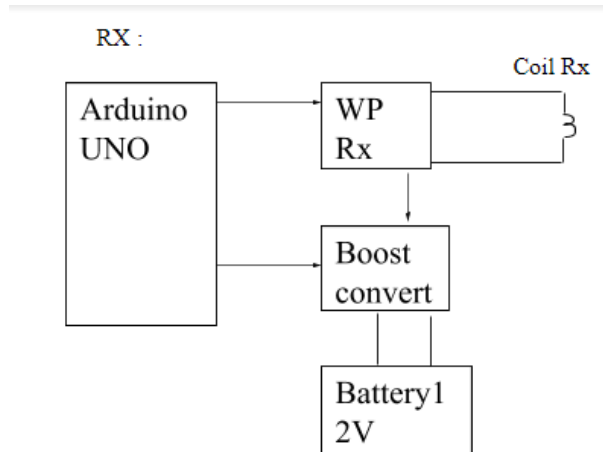 RX :
Coil Rx
Arduino
UNO
WP
Rx
Boost
convert
Battery1
2V